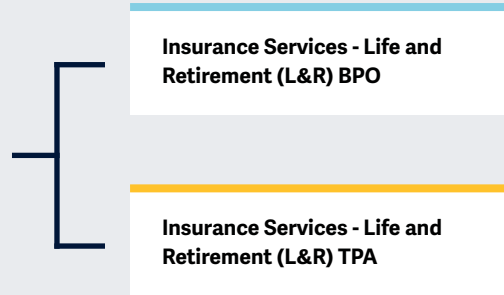 Insurance Services - Life and
Retirement (L&R) BPO
Insurance Services - Life and
Retirement (L&R) TPA